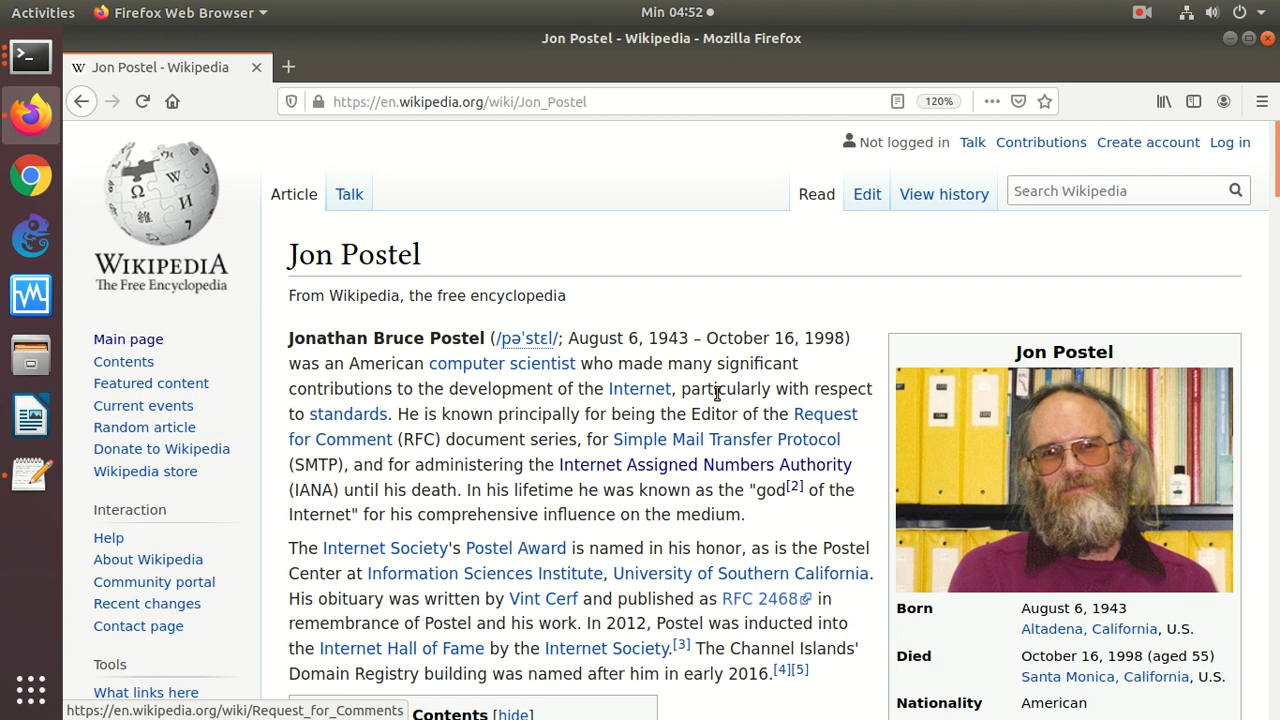 Activities Firefox Web Browser Min 04:52
Jon Postel - Wikipedia - Mozilla Firefox
Jon Postel - Wikipedia
https://en.wikipedia.org/wiki/Jon_Postel 120%
Not logged in Talk Contributions Create account Log in
Article Talk Read Edit View history Search Wikipedia
WIKIPEDIA
The Free Encyclopedia
Main page
Contents
Featured content
Current events
Random article
Donate to Wikipedia
Wikipedia store
Interaction
Help
About Wikipedia
Community portal
Recent changes
Contact page
Tools
What links here
https://en.wikipedia.org/wiki/Request_for_Comments
Jon Postel
From Wikipedia, the free encyclopedia
Jonathan Bruce Postel (/pəˈstɛl/; August 6, 1943 – October 16, 1998)
was an American computer scientist who made many significant
contributions to the development of the Internet, particularly with respect
to standards. He is known principally for being the Editor of the Request
for Comment (RFC) document series, for Simple Mail Transfer Protocol
(SMTP), and for administering the Internet Assigned Numbers Authority
(IANA) until his death. In his lifetime he was known as the "god[2] of the
Internet" for his comprehensive influence on the medium.
The Internet Society's Postel Award is named in his honor, as is the Postel
Center at Information Sciences Institute, University of Southern California.
His obituary was written by Vint Cerf and published as RFC 2468 in
remembrance of Postel and his work. In 2012, Postel was inducted into
the Internet Hall of Fame by the Internet Society.[3] The Channel Islands'
Domain Registry building was named after him in early 2016.[4][5]
Contents [hide]
Jon Postel
Born August 6, 1943
Altadena, California, U.S.
Died October 16, 1998 (aged 55)
Santa Monica, California, U.S.
Nationality American